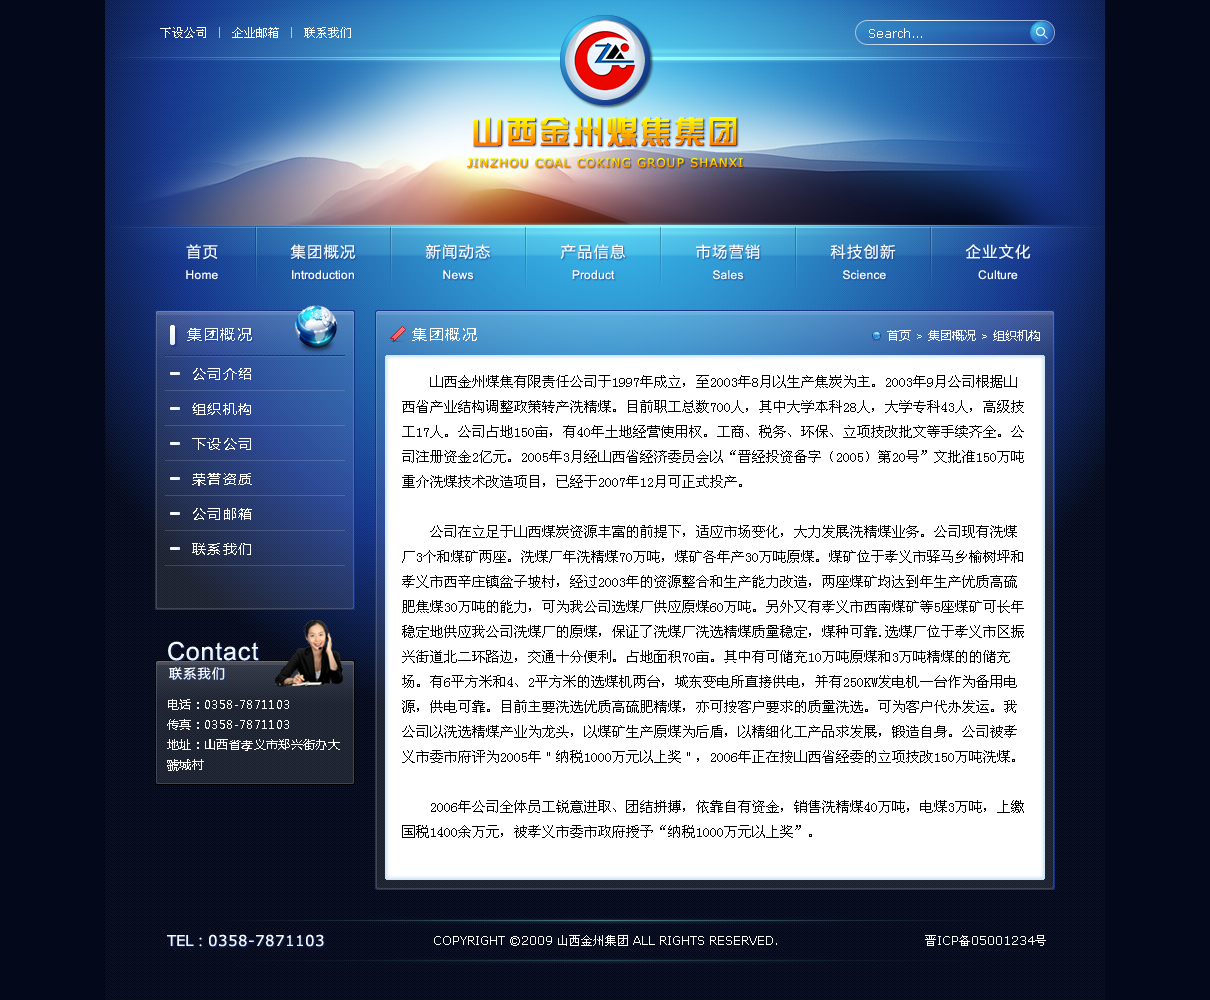 下设公司 | 企业邮箱 | 联系我们
Search...
山西金州煤焦集团
JINZHOU COAL COKING GROUP SHANXI
首页 集团概况 新闻动态 产品信息 市场营销 科技创新 企业文化
Home Introduction News Product Sales Science Culture
集团概况
公司介绍
组织机构
下设公司
荣誉资质
公司邮箱
联系我们
Contact
联系我们
电话：0358-7871103
传真：0358-7871103
地址：山西省孝义市郑兴街办大
虢城村
集团概况
首页 > 集团概况 > 组织机构
山西金州煤焦有限责任公司于1997年成立，至2003年8月以生产焦炭为主。2003年9月公司根据山
西省产业结构调整政策转产洗精煤。目前职工总数700人，其中大学本科28人，大学专科43人，高级技
工17人。公司占地150亩，有40年土地经营使用权。工商、税务、环保、立项技改批文等手续齐全。公
司注册资金2亿元。2005年3月经山西省经济委员会以“晋经投资备字（2005）第20号”文批准150万吨
重介洗煤技术改造项目，已经于2007年12月可正式投产。
公司在立足于山西煤炭资源丰富的前提下，适应市场变化，大力发展洗精煤业务。公司现有洗煤
厂3个和煤矿两座。洗煤厂年洗精煤70万吨，煤矿各年产30万吨原煤。煤矿位于孝义市驿马乡榆树坪和
孝义市西辛庄镇盆子坡村，经过2003年的资源整合和生产能力改造，两座煤矿均达到年生产优质高硫
肥焦煤30万吨的能力，可为我公司选煤厂供应原煤60万吨。另外又有孝义市西南煤矿等5座煤矿可长年
稳定地供应我公司洗煤厂的原煤，保证了洗煤厂洗选精煤质量稳定，煤种可靠.选煤厂位于孝义市区振
兴街道北二环路边，交通十分便利。占地面积70亩。其中有可储充10万吨原煤和3万吨精煤的的储充
场。有6平方米和4、2平方米的选煤机两台，域东变电所直接供电，并有250KW发电机一台作为备用电
源，供电可靠。目前主要洗选优质高硫肥精煤，亦可按客户要求的质量洗选。可为客户代办发运。我
公司以洗选精煤产业为龙头，以煤矿生产原煤为后盾，以精细化工产品求发展，锻造自身。公司被孝
义市委市府评为2005年＂纳税1000万元以上奖＂，2006年正在按山西省经委的立项技改150万吨洗煤。
2006年公司全体员工锐意进取、团结拼搏，依靠自有资金，销售洗精煤40万吨，电煤3万吨，上缴
国税1400余万元，被孝义市委市政府授予“纳税1000万元以上奖”。
TEL：0358-7871103
COPYRIGHT ©2009 山西金州集团 ALL RIGHTS RESERVED.
晋ICP备05001234号